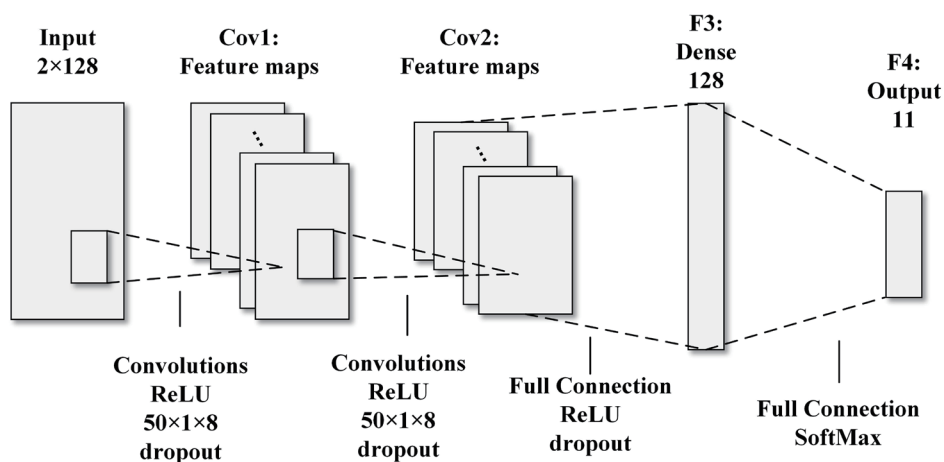 Input
2×128
Cov1:
Feature maps
Cov2:
Feature maps
F3:
Dense
128
F4:
Output
11
Convolutions
ReLU
50×1×8
dropout
Convolutions
ReLU
50×1×8
dropout
Full Connection
ReLU
dropout
Full Connection
SoftMax